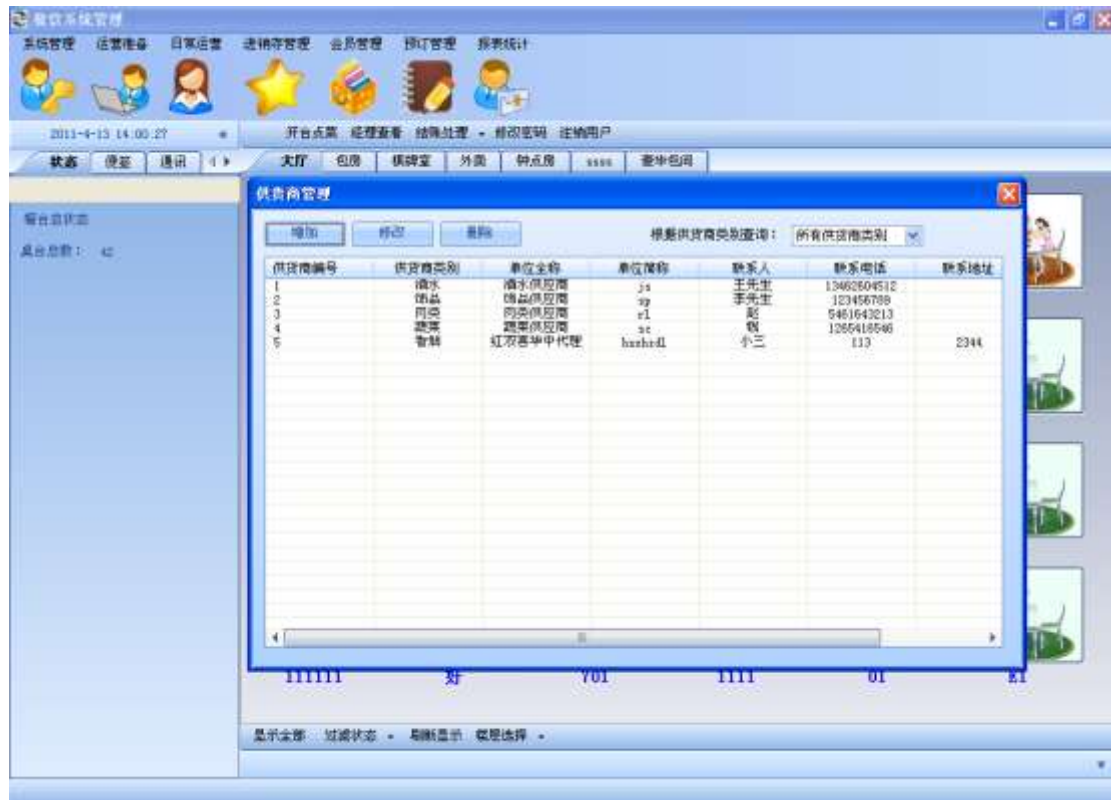 餐饮系统管理
系统管理 运营准备 日常运营 进销存管理 会员管理 预订管理 报表统计
2011-4-13 14:00:27
开台点菜 经理查看 结账处理 修改密码 注销用户
状态 便签 通讯
大厅 包房 棋牌室 外卖 钟点房 ssss 豪华包间
供货商管理
增加 修改 删除 根据供货商类别查询: 所有供货商类别
餐台总状态
桌台总数: 42
供货商编号 供货商类别 单位全称 单位简称 联系人 联系电话 联系地址
1 酒水 酒水供应商 js 王先生 13462604512
2 饰品 饰品供应商 sp 李先生 123456789
3 肉类 肉类供应商 rl 赵 5461643213
4 蔬菜 蔬菜供应商 sc 钱 1265416546
5 香烟 红双喜华中代理 hsxhzdl 小三 113 2344
111111 好 Y01 1111 01 K1
显示全部 过滤状态 刷新显示 楼层选择